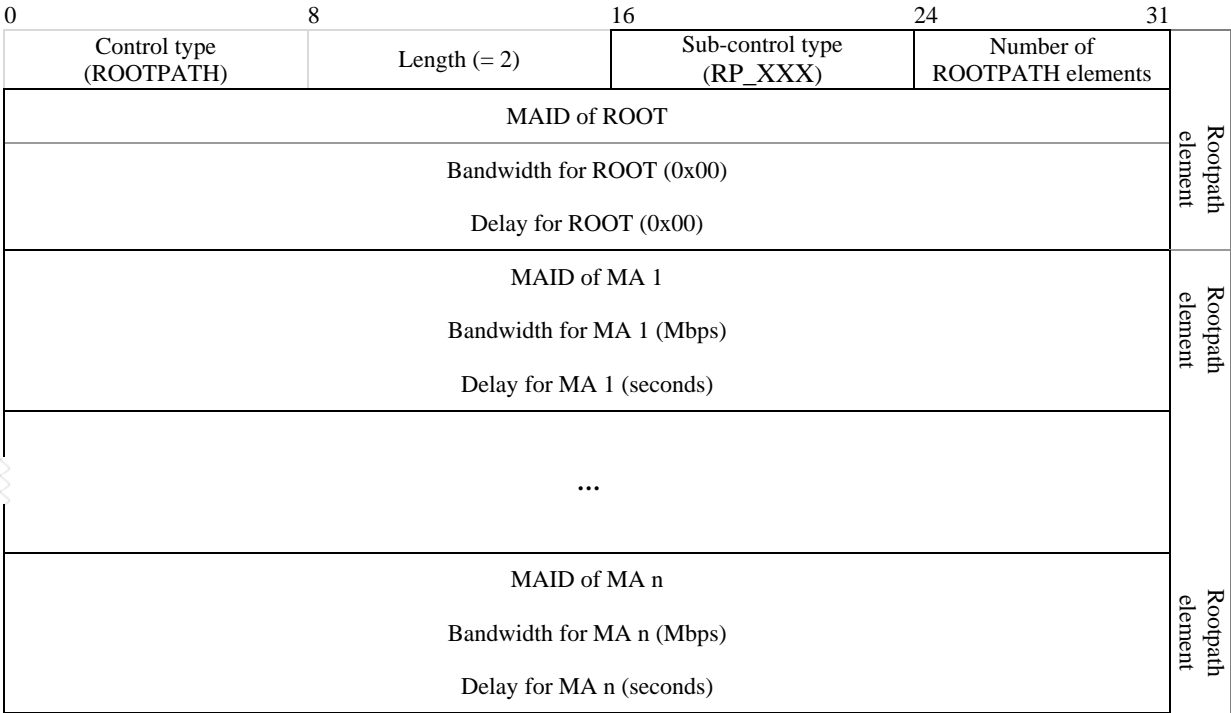 0 8 16 24 31
Control type
(ROOTPATH)
Length (= 2)
Sub-control type
(RP_XXX)
Number of
ROOTPATH elements
MAID of ROOT
Bandwidth for ROOT (0x00)
Delay for ROOT (0x00)
Rootpath
element
MAID of MA 1
Bandwidth for MA 1 (Mbps)
Delay for MA 1 (seconds)
Rootpath
element
...
MAID of MA n
Bandwidth for MA n (Mbps)
Delay for MA n (seconds)
Rootpath
element